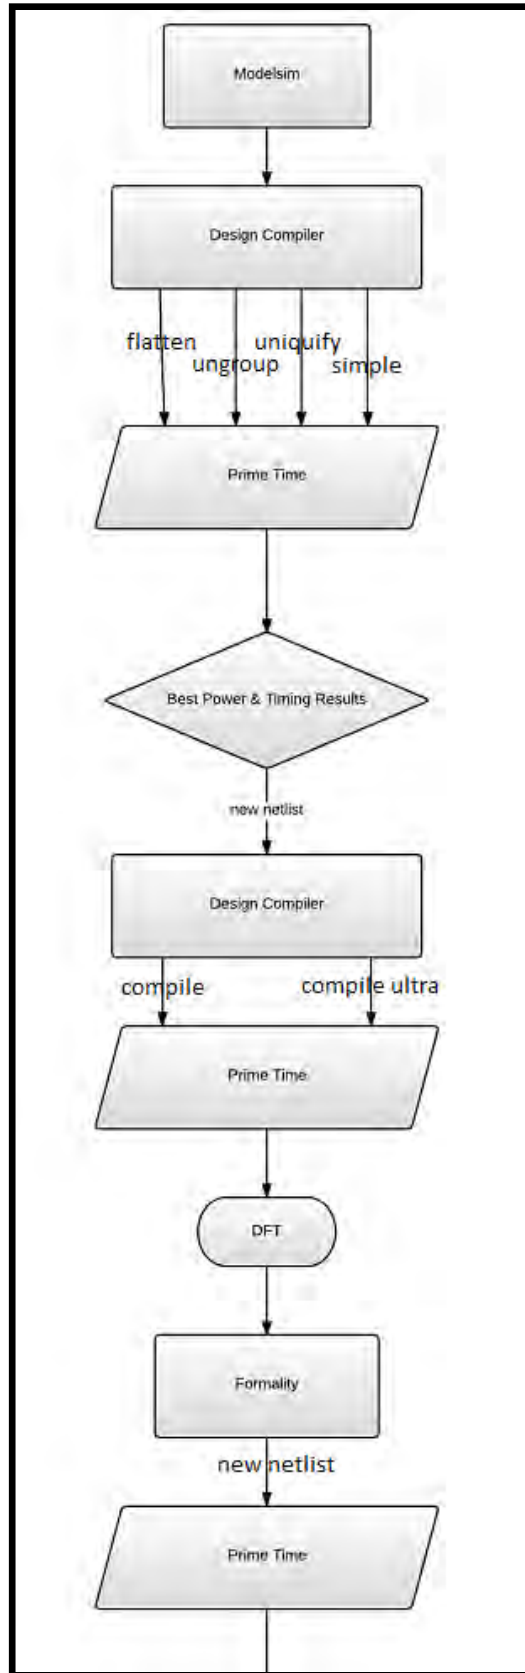 Modelsim
Design Compiler
flatten
uniquify
ungroup
simple
Prime Time
Best Power & Timing Results
new netlist
Design Compiler
compile
compile ultra
Prime Time
DFT
Formality
new netlist
Prime Time